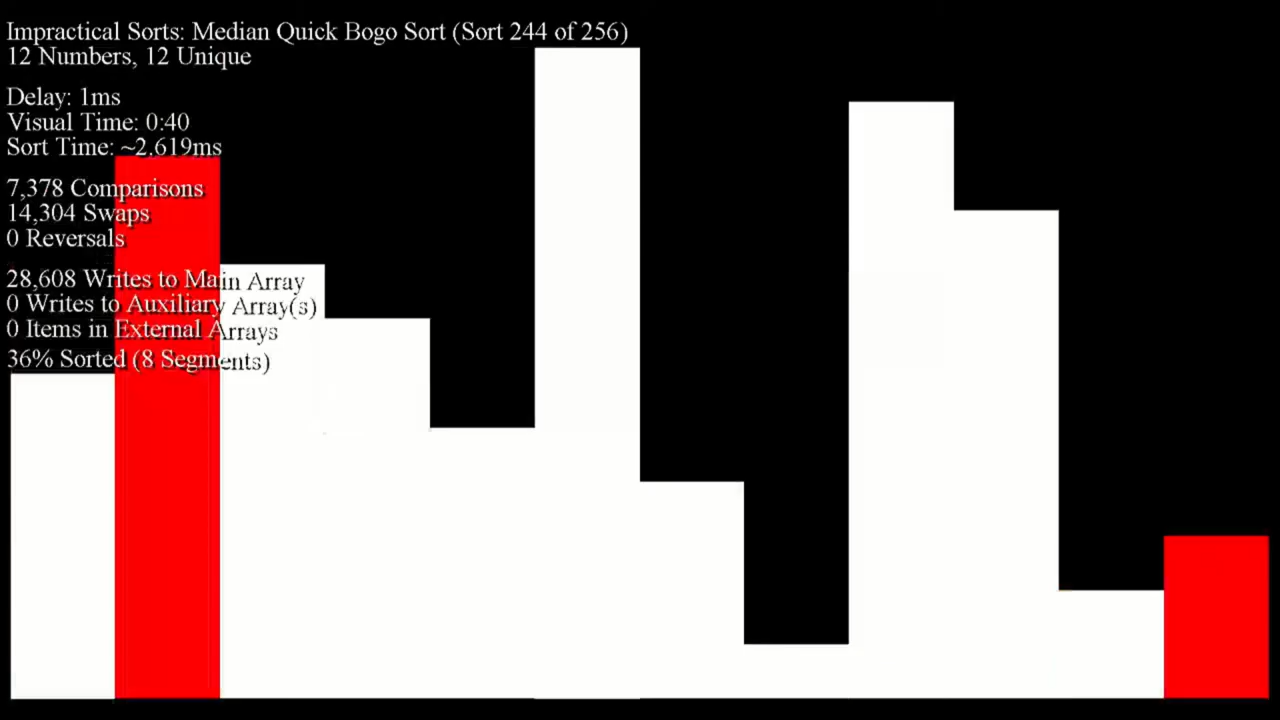 Impractical Sorts: Median Quick Bogo Sort (Sort 244 of 256)
12 Numbers, 12 Unique
Delay: 1ms
Visual Time: 0:40
Sort Time: ~2.619ms
7,378 Comparisons
14,304 Swaps
0 Reversals
28,608 Writes to Main Array
0 Writes to Auxiliary Array(s)
0 Items in External Arrays
36% Sorted (8 Segments)